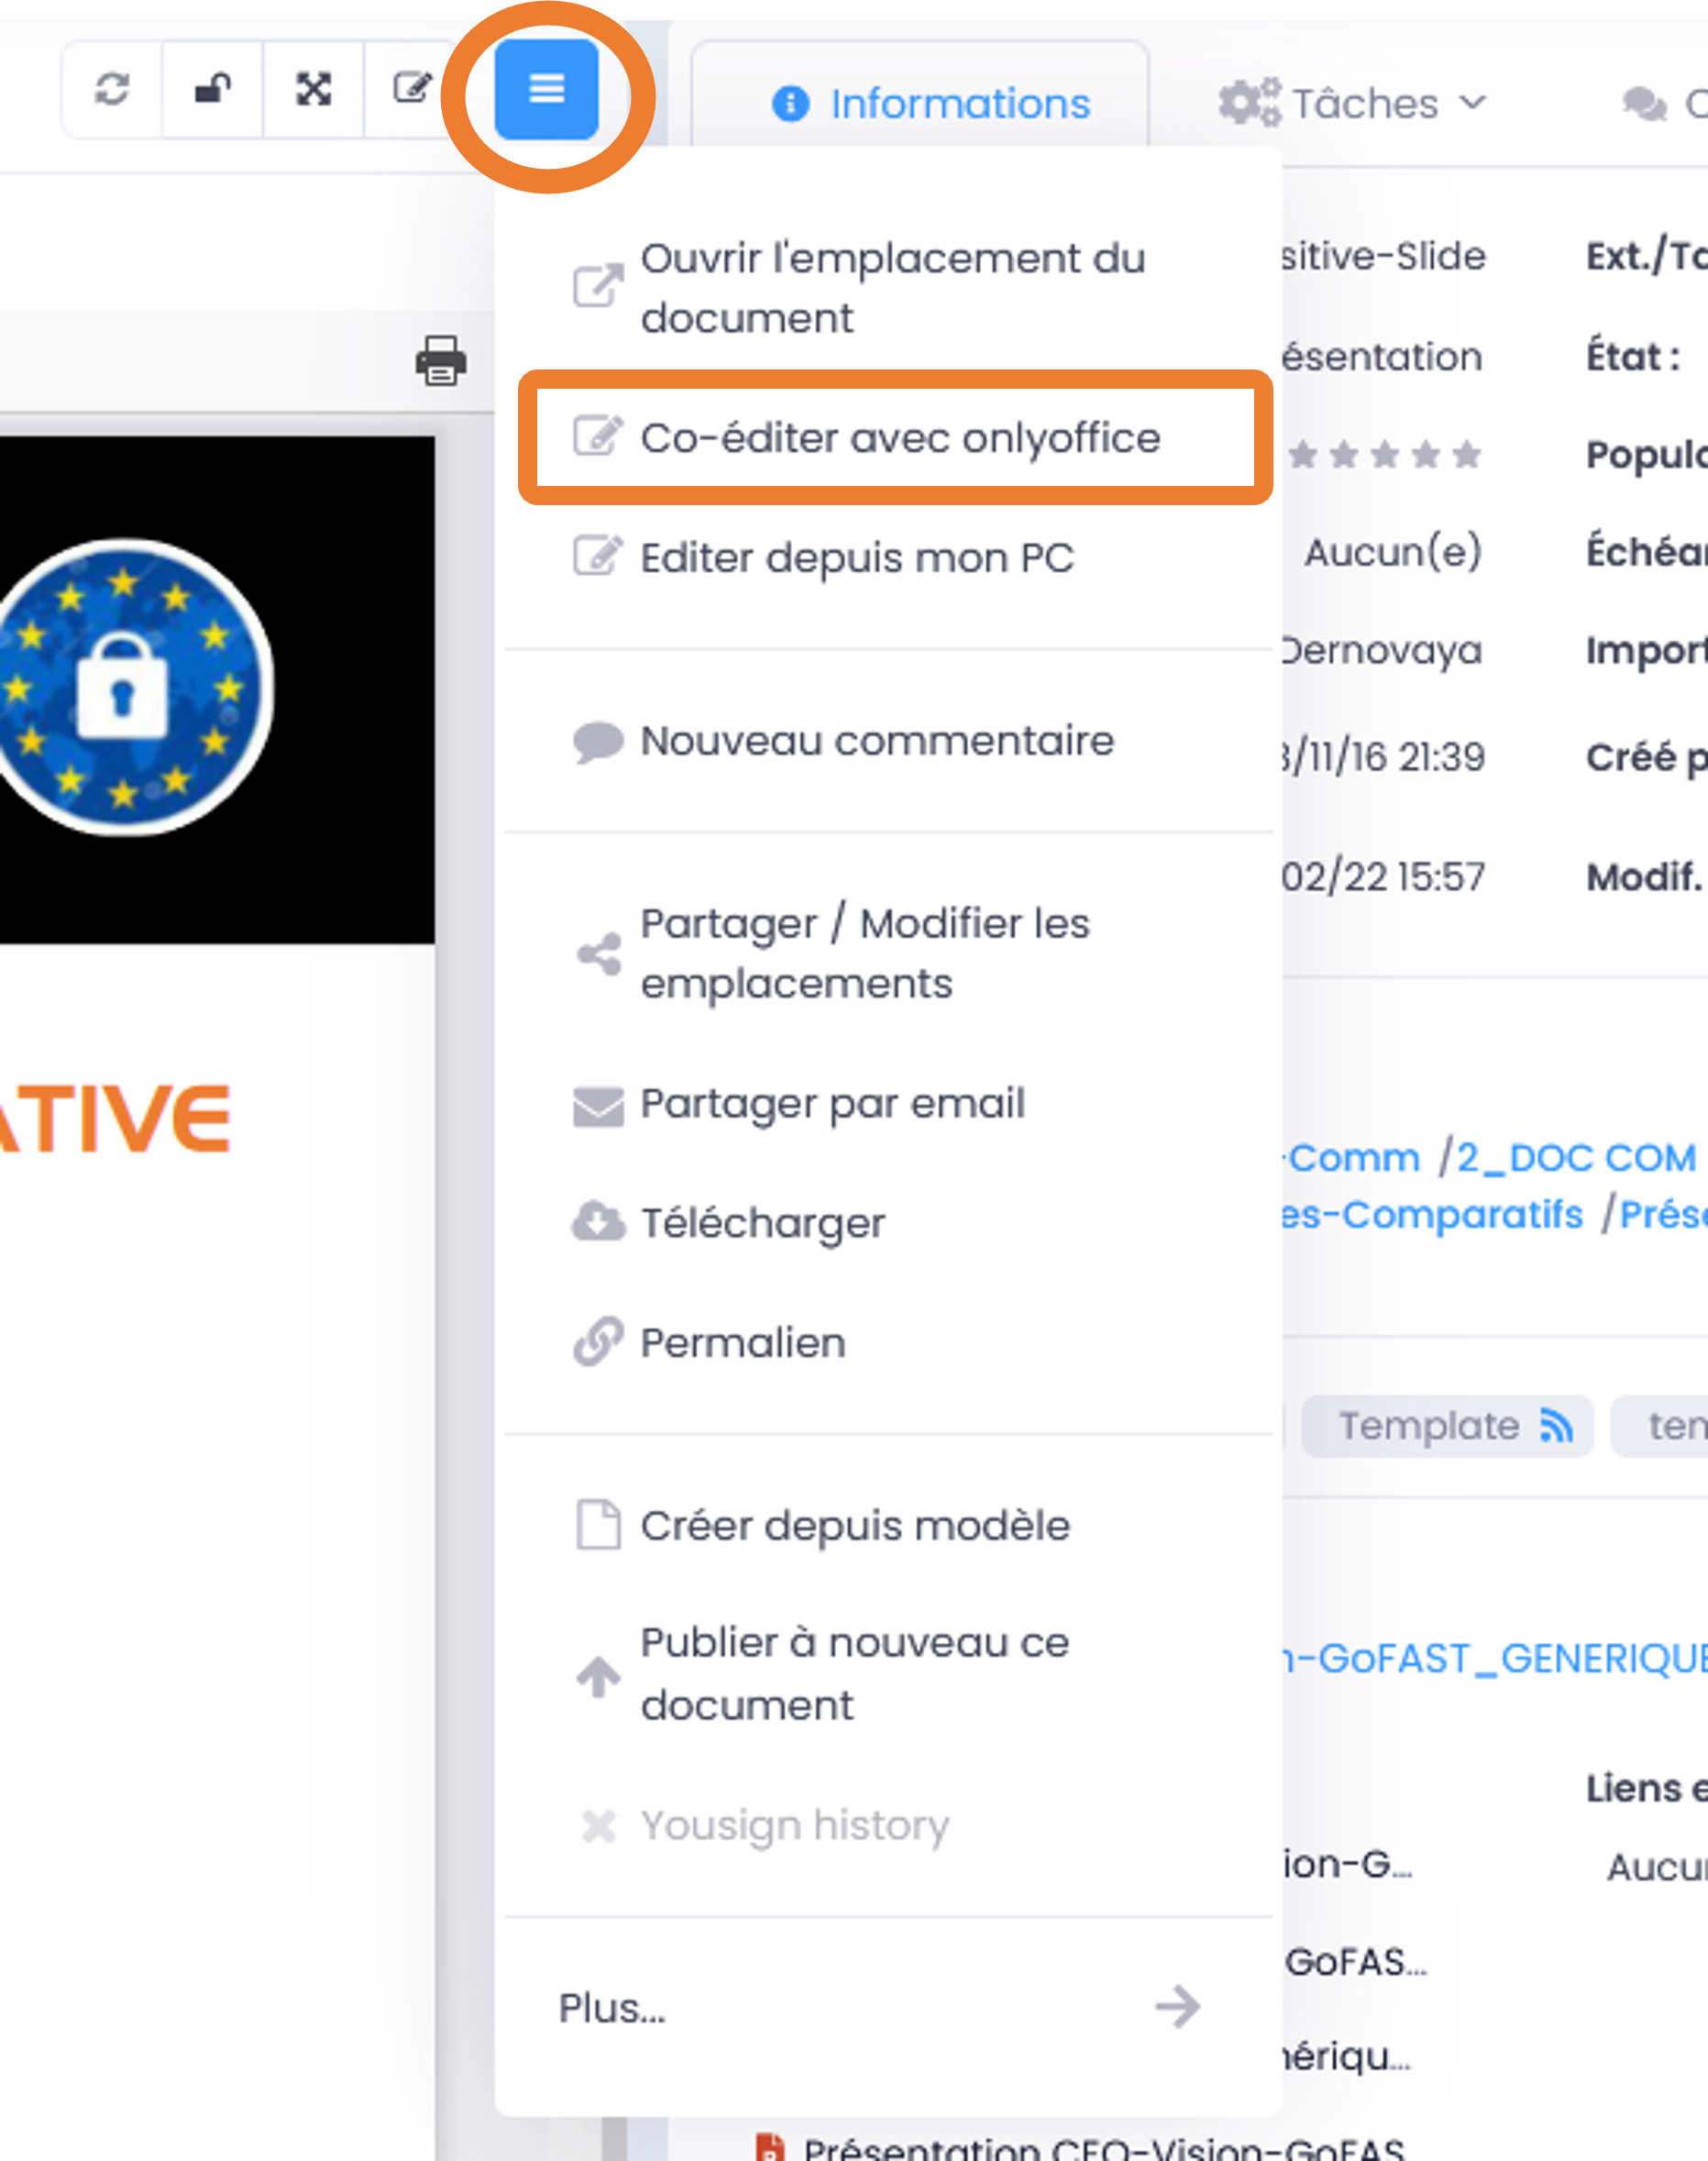 Informations
Tâches
Ouvrir l'emplacement du
document
Co-éditer avec onlyoffice
Editer depuis mon PC
Nouveau commentaire
Partager / Modifier les
emplacements
Partager par email
Télécharger
Permalien
Créer depuis modèle
Publier à nouveau ce
document
Yousign history
Plus...
ATIVE
sitive-Slide
Ext./Ta
ésentation
État :
Popula
Aucun(e)
Échéan
Dernovaya
Import
3/11/16 21:39
Créé p
02/22 15:57
Modif.
-Comm /2_DOC COM
es-Comparatifs /Prése
Template
tem
n-GoFAST_GENERIQUE
Liens e
ion-G...
Aucun
GoFAS...
nériqu...
Présentation CEO-Vision-GoFAS